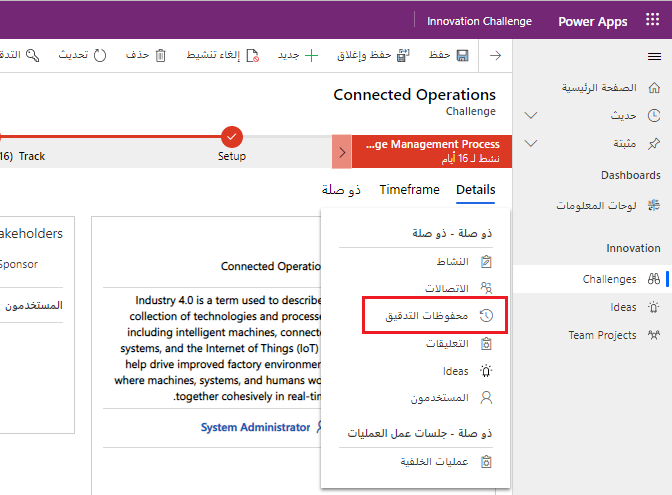 Power Apps
Innovation Challenge
حفظ
حفظ وإغلاق
جديد
إلغاء تنشيط
حذف
تحديث
الصفحة الرئيسية
حديث
مثبتة
Dashboards
لوحات المعلومات
Innovation
Challenges
Ideas
Team Projects
Connected Operations
Challenge
ge Management Process...
نشط لـ 16 أيام
Setup
Track (16
Details
Timeframe
ذو صلة
ذو صلة - ذو صلة
النشاط
الاتصالات
محفوظات التدقيق
التعليقات
Ideas
المستخدمون
ذو صلة - جلسات عمل العمليات
عمليات الخلفية
Connected Operatio
Industry 4.0 is a term used to describe
collection of technologies and processe
including intelligent machines, connecte
systems, and the Internet of Things (IoT)
help drive improved factory environmen
where machines, systems, and humans wo
together cohesively in real-tim.
System Administrator
akeholders
Sponsor
المستخدمون